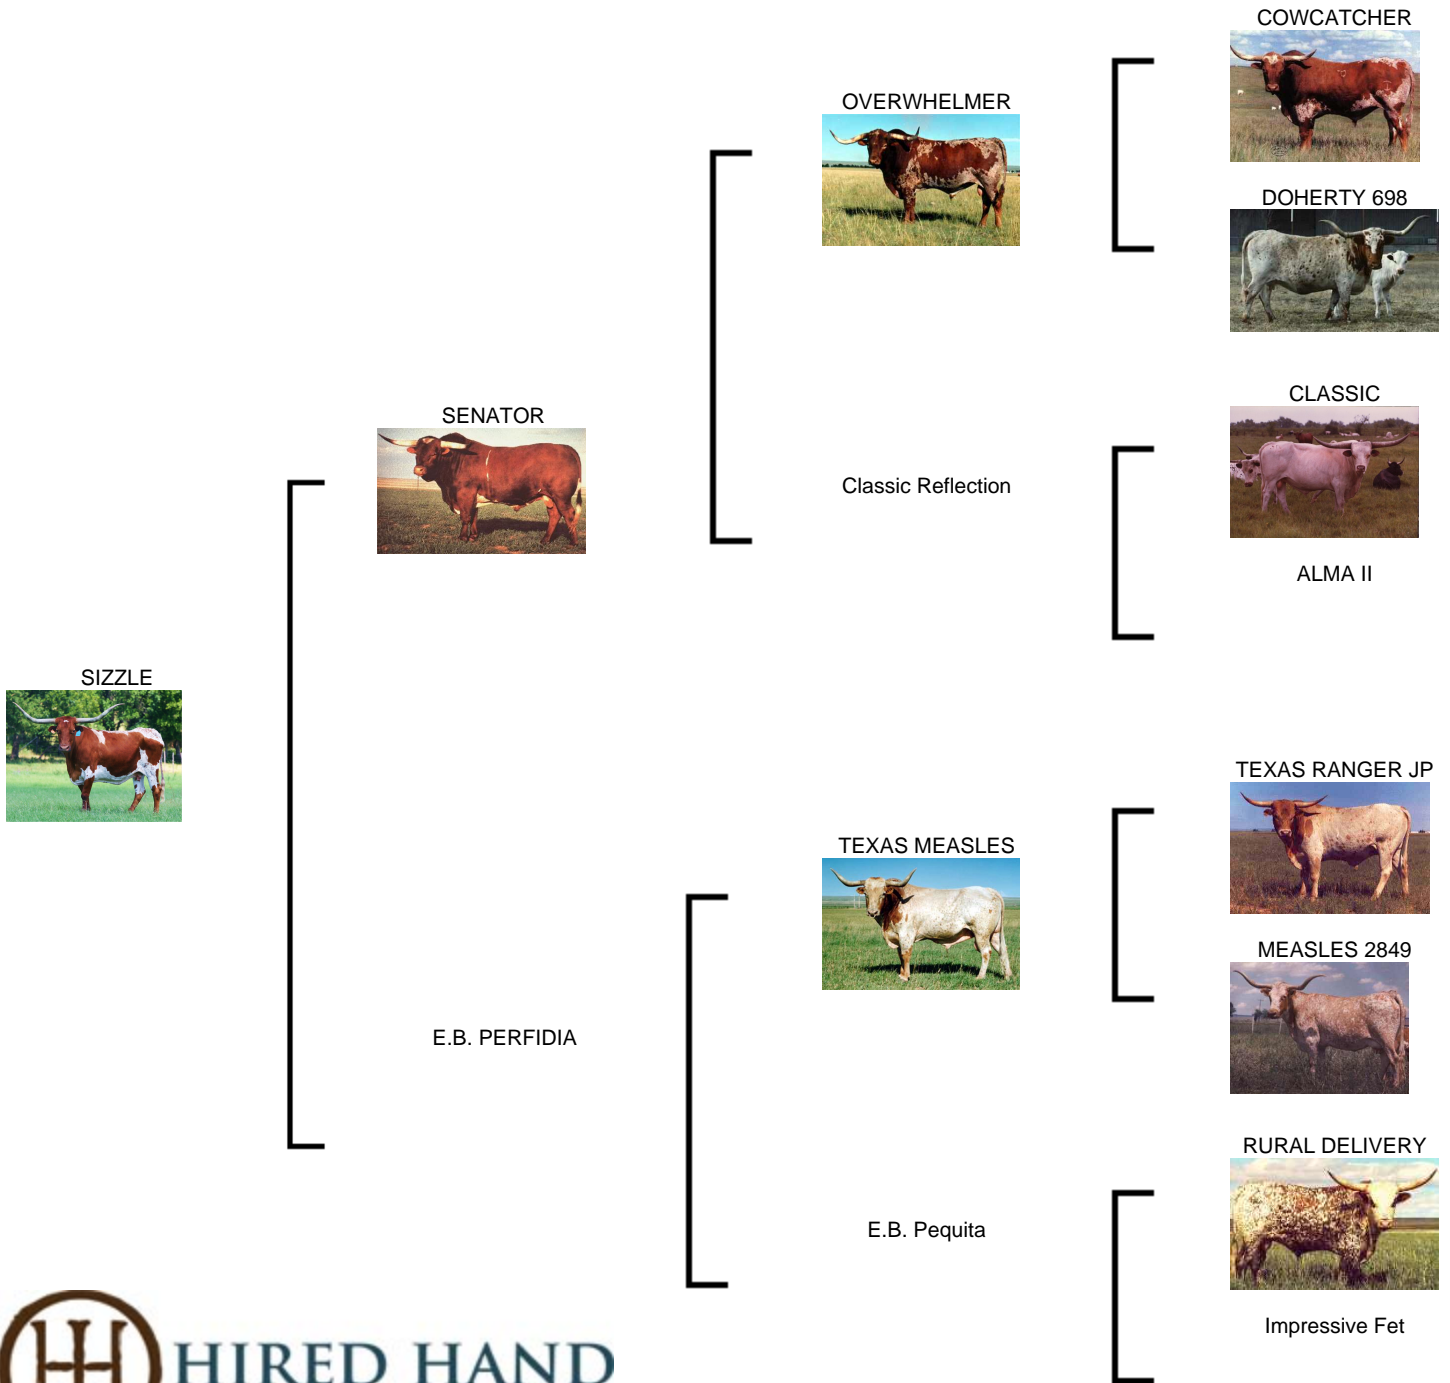 COWCATCHER
OVERWHELMER
DOHERTY 698
CLASSIC
SENATOR
Classic Reflection
ALMA II
SIZZLE
TEXAS RANGER JP
TEXAS MEASLES
MEASLES 2849
E.B. PERFIDIA
RURAL DELIVERY
E.B. Pequita
Impressive Fet
HIRED HAND